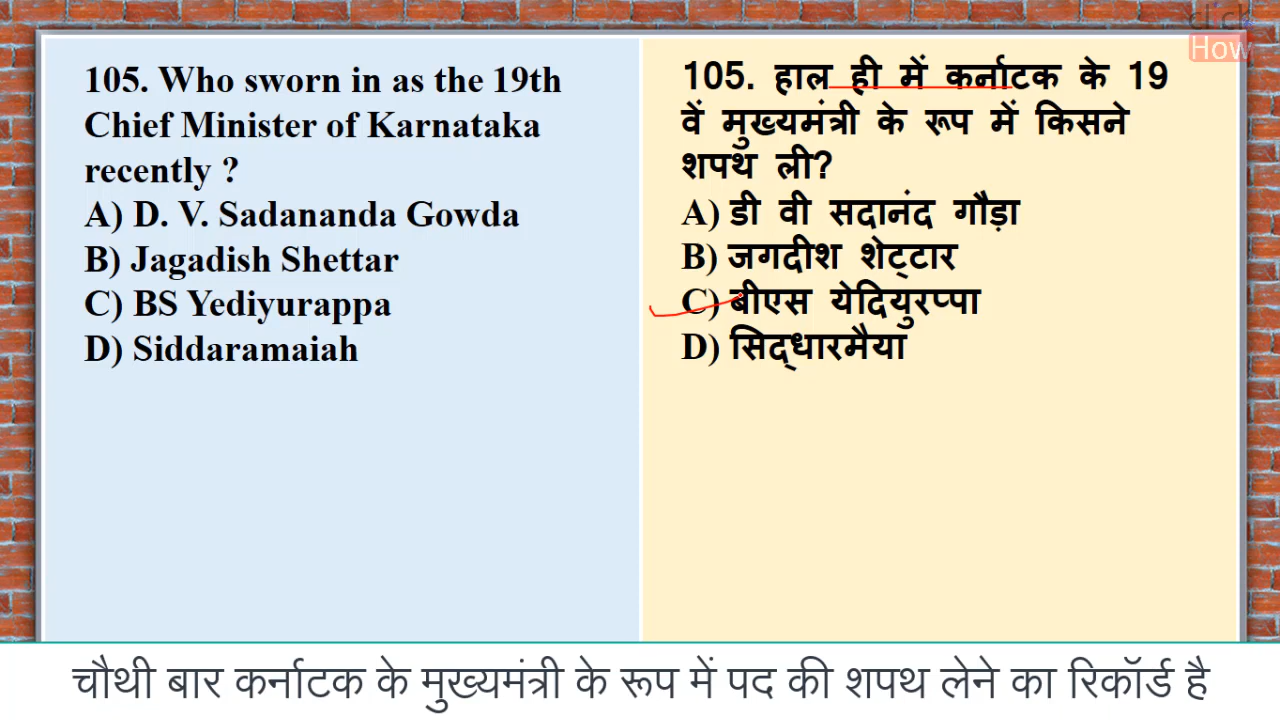 click
How
105. Who sworn in as the 19th
Chief Minister of Karnataka
recently ?
A) D. V. Sadananda Gowda
B) Jagadish Shettar
C) BS Yediyurappa
D) Siddaramaiah
105. हाल ही में कर्नाटक के 19
वें मुख्यमंत्री के रूप में किसने
शपथ ली?
A) डी वी सदानंद गौड़ा
B) जगदीश शेट्टार
C) बीएस येदियुरप्पा
D) सिद्धारमैया
चौथी बार कर्नाटक के मुख्यमंत्री के रूप में पद की शपथ लेने का रिकॉर्ड है